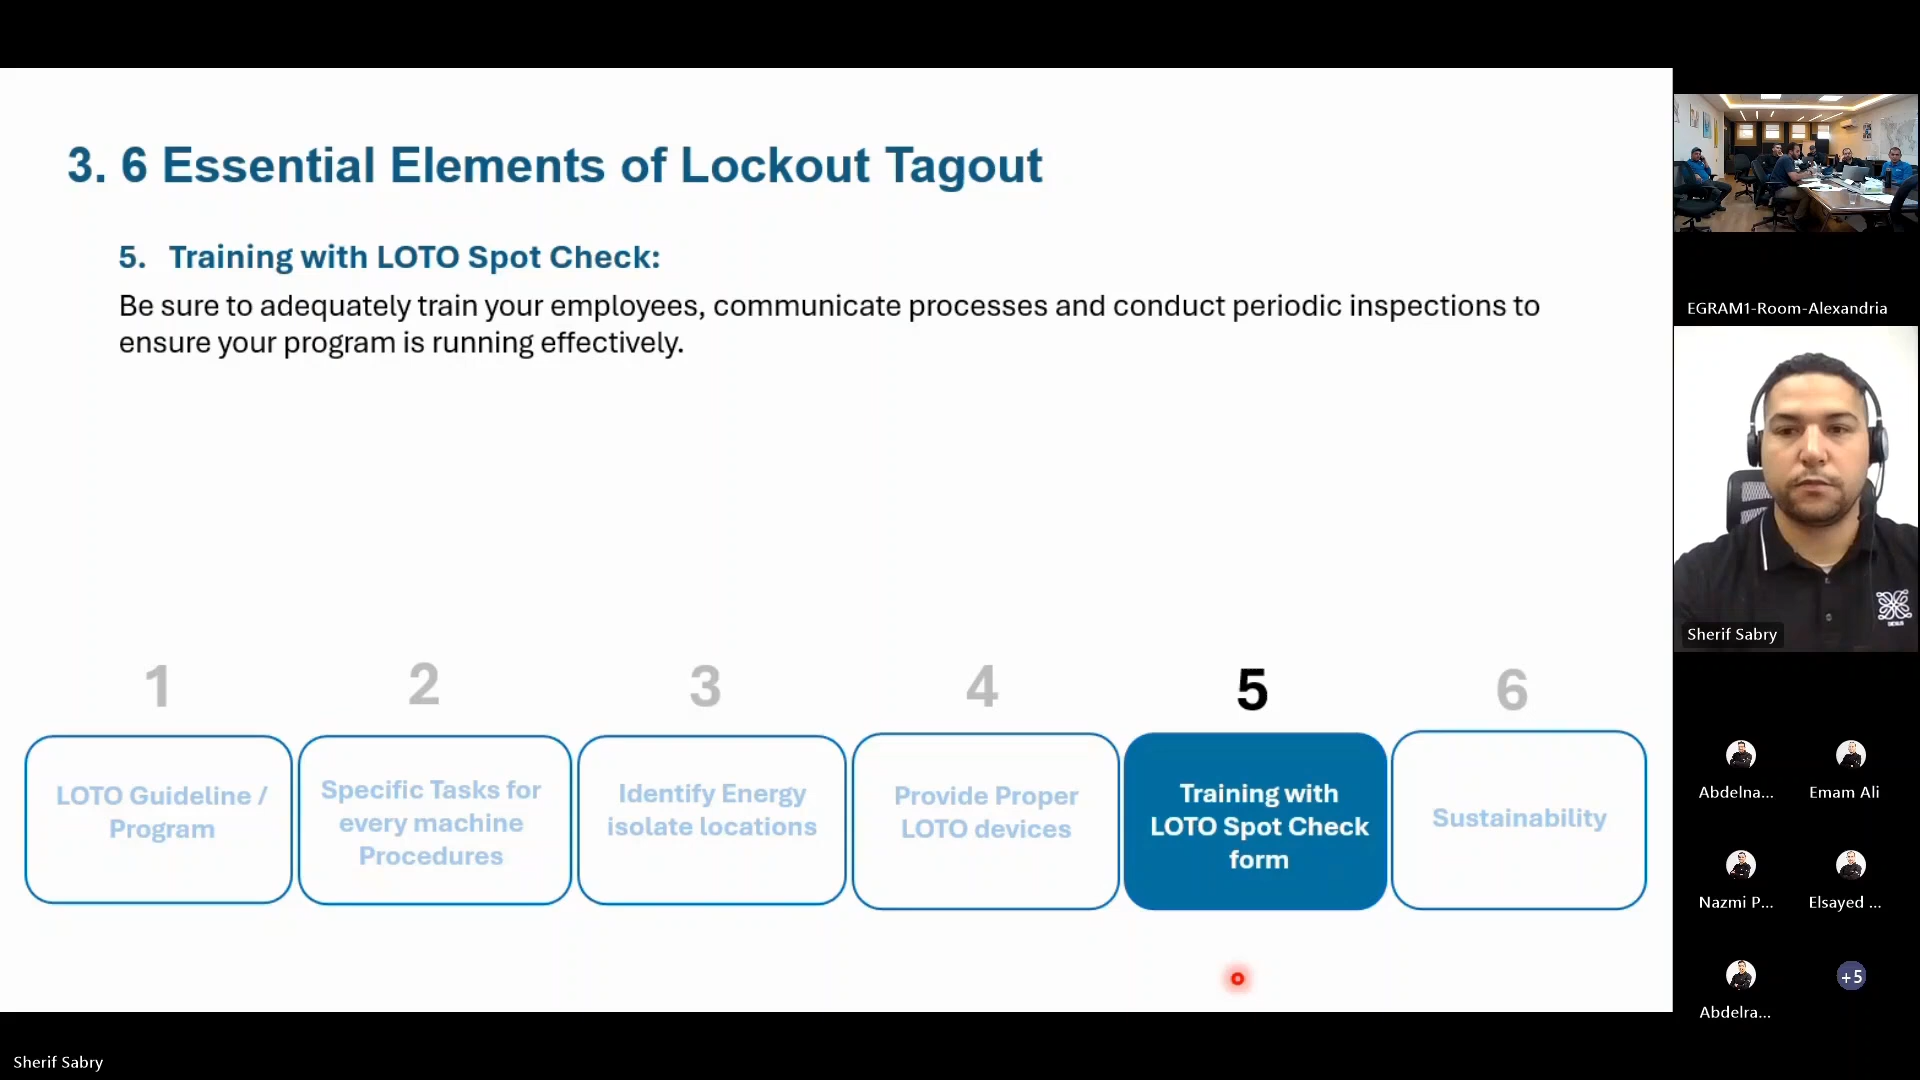 3. 6 Essential Elements of Lockout Tagout
5. Training with LOTO Spot Check:
Be sure to adequately train your employees, communicate processes and conduct periodic inspections to
ensure your program is running effectively.
1
2
3
4
5
6
LOTO Guideline /
Program
Specific Tasks for
every machine
Procedures
Identify Energy
isolate locations
Provide Proper
LOTO devices
Training with
LOTO Spot Check
form
Sustainability
EGRAM1-Room-Alexandria
Sherif Sabry
Abdelna...
Emam Ali
Nazmi P...
Elsayed ...
Abdelra...
+5
Sherif Sabry